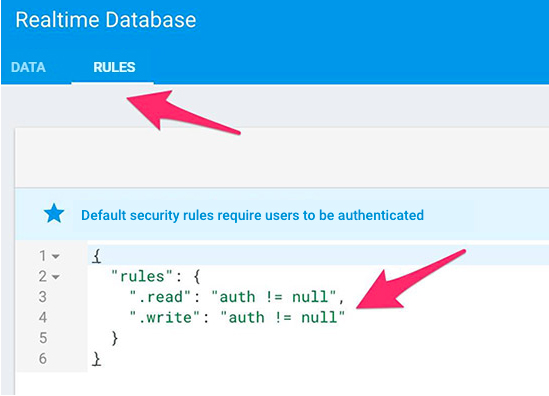 Realtime Database
DATA RULES
Default security rules require users to be authenticated
1 {
2 "rules": {
3 ".read": "auth != null",
4 ".write": "auth != null"
5 }
6 }